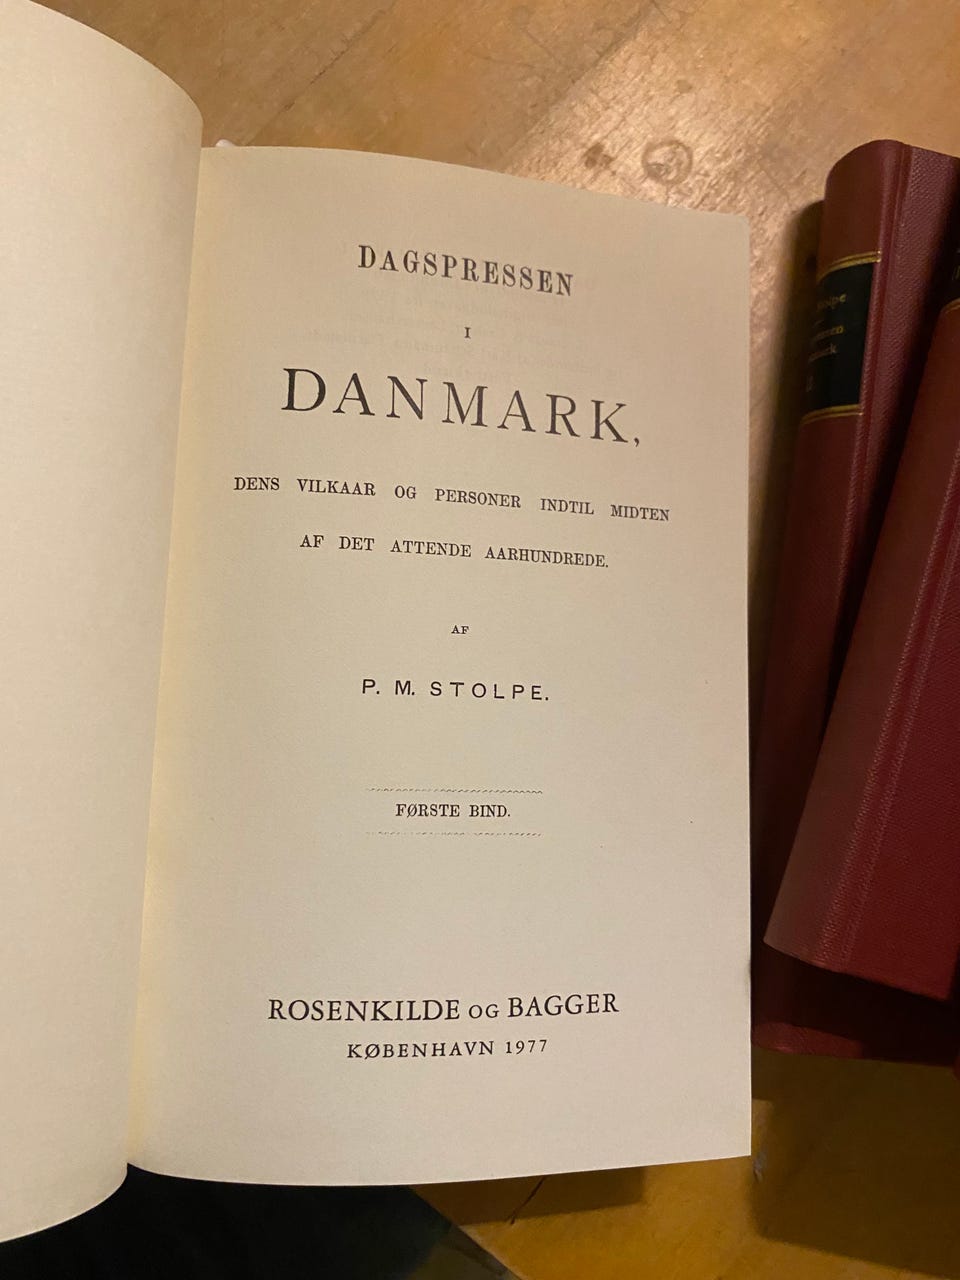 DAGSPRESSEN
I
DANMARK,
DENS VILKAAR OG PERSONER INDTIL MIDTEN
AF DET ATTENDE AARHUNDREDE.
AF
P. M. STOLPE.
FØRSTE BIND.
ROSENKILDE OG BAGGER
KØBENHAVN 1977